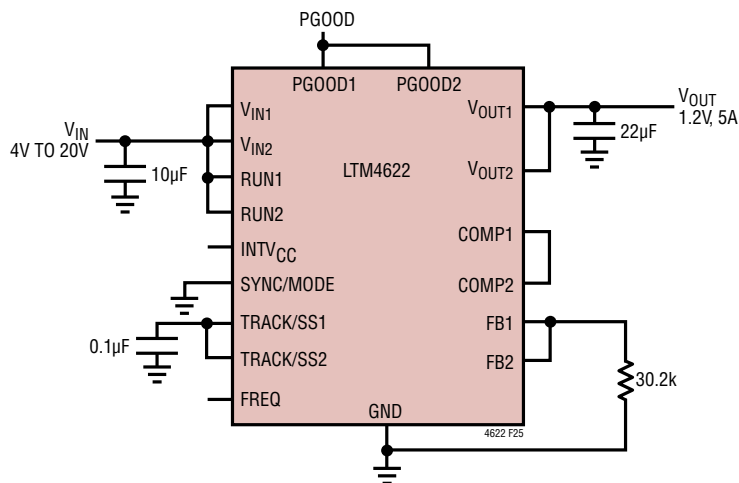 PGOOD
PGOOD1 PGOOD2
VIN
4V TO 20V
10µF
VIN1
VIN2
RUN1
RUN2
INTVCC
SYNC/MODE
TRACK/SS1
TRACK/SS2
0.1µF
FREQ
LTM4622
GND
VOUT1
VOUT2
COMP1
COMP2
FB1
FB2
VOUT
1.2V, 5A
22µF
30.2k
4622 F25